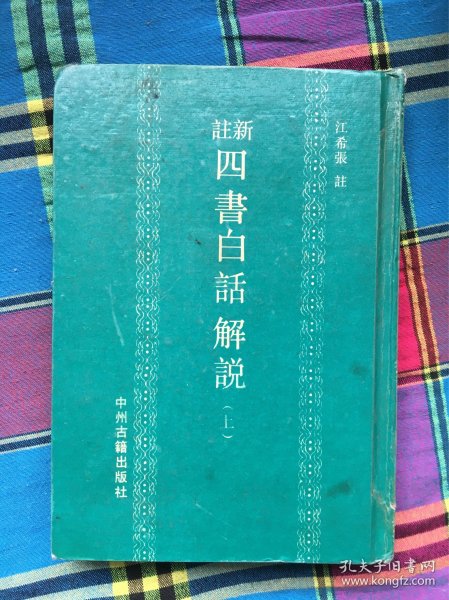 江希張 註
新註
四書白話解説
(上)
中州古籍出版社
孔夫子旧书网
www.kongfz.com